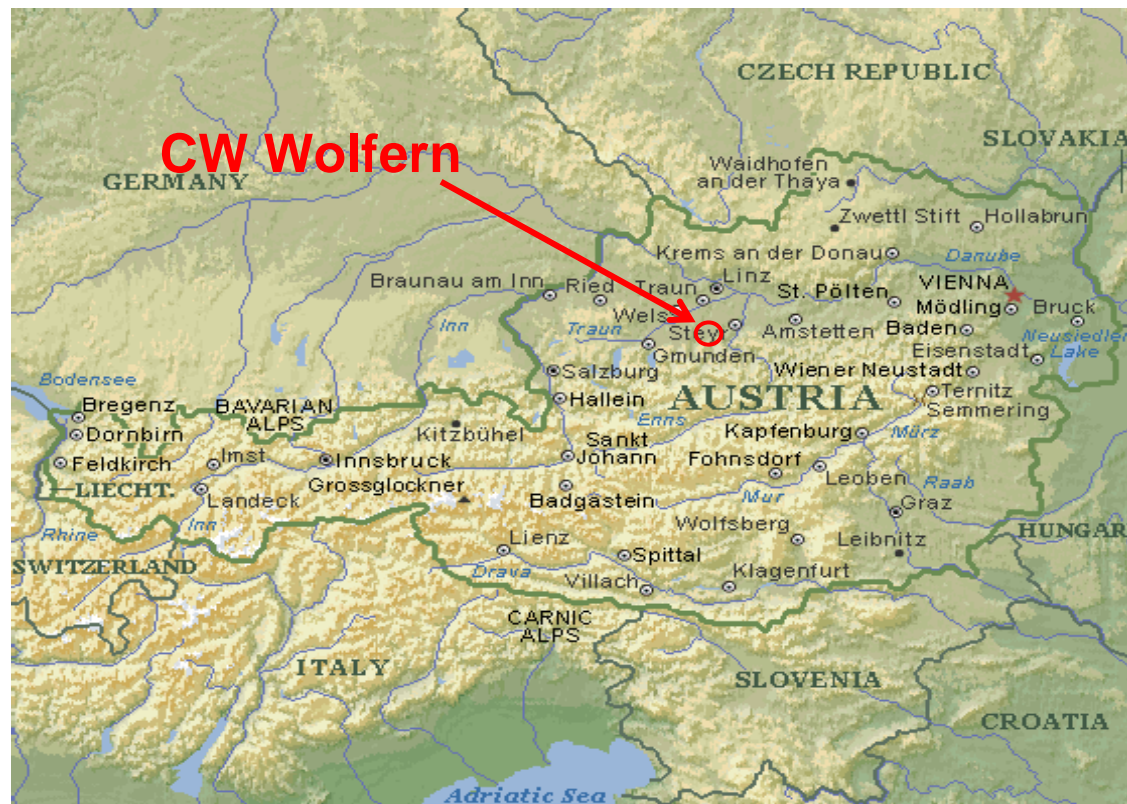 CZECH REPUBLIC
SLOVAKIA
CW Wolfern
GERMANY
Waidhofen
an der Thaya
Zwettl Stift
Hollabrun
Krems an der Donau
Danube
Braunau am Inn
Ried
Traun
Linz
St. Pölten
VIENNA
Mödling
Bruck
Wels
Inn
Traun
Steyr
Amstetten
Baden
Neusiedler
Lake
Gmunden
Eisenstadt
Salzburg
Wiener Neustadt
Bodensee
Hallein
AUSTRIA
Ternitz
Semmering
Bregenz
BAVARIAN
ALPS
Enns
Dornbirn
Kitzbühel
Sankt
Johann
Kapfenburg
Mürz
Feldkirch
Imst
Innsbruck
Fohnsdorf
Leoben
Raab
LIECHT.
Landeck
Grossglockner
Badgastein
Mur
Graz
Rhine
Inn
Lienz
Wolfsberg
Leibnitz
HUNGAR
SWITZERLAND
Drava
Spittal
Villach
Klagenfurt
CARNIC
ALPS
ITALY
SLOVENIA
CROATIA
Adriatic Sea